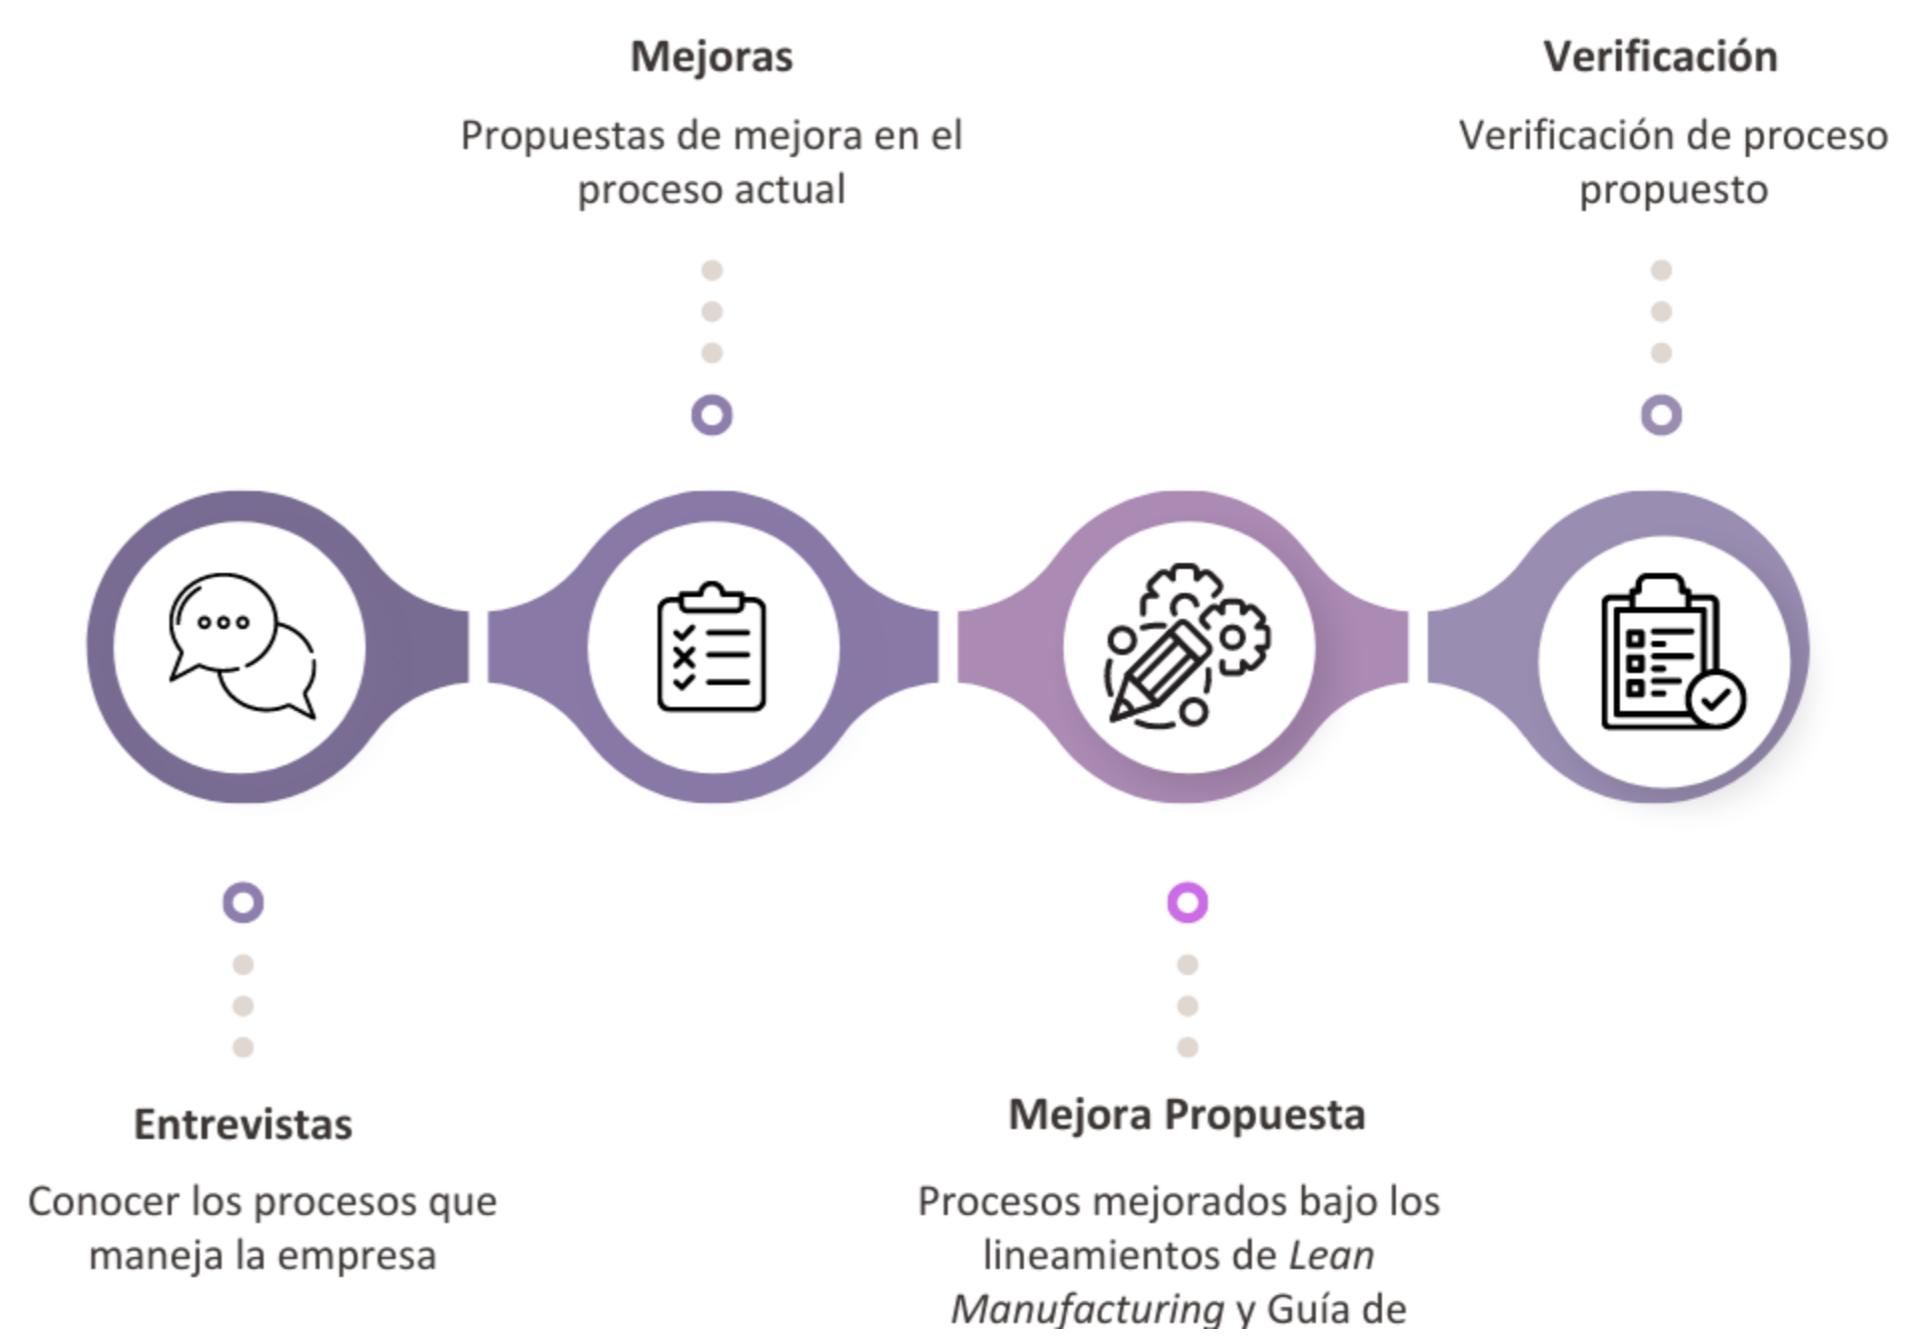 Mejoras
Propuestas de mejora en el
proceso actual
Verificación
Verificación de proceso
propuesto
Entrevistas
Conocer los procesos que
maneja la empresa
Mejora Propuesta
Procesos mejorados bajo los
lineamientos de Lean
Manufacturing y Guía de